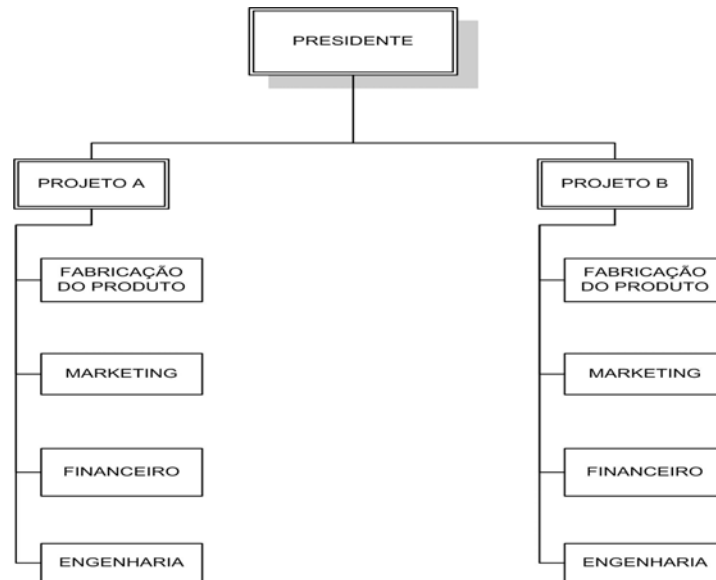 PRESIDENTE
PROJETO A
PROJETO B
FABRICAÇÃO
DO PRODUTO
MARKETING
FINANCEIRO
ENGENHARIA
FABRICAÇÃO
DO PRODUTO
MARKETING
FINANCEIRO
ENGENHARIA